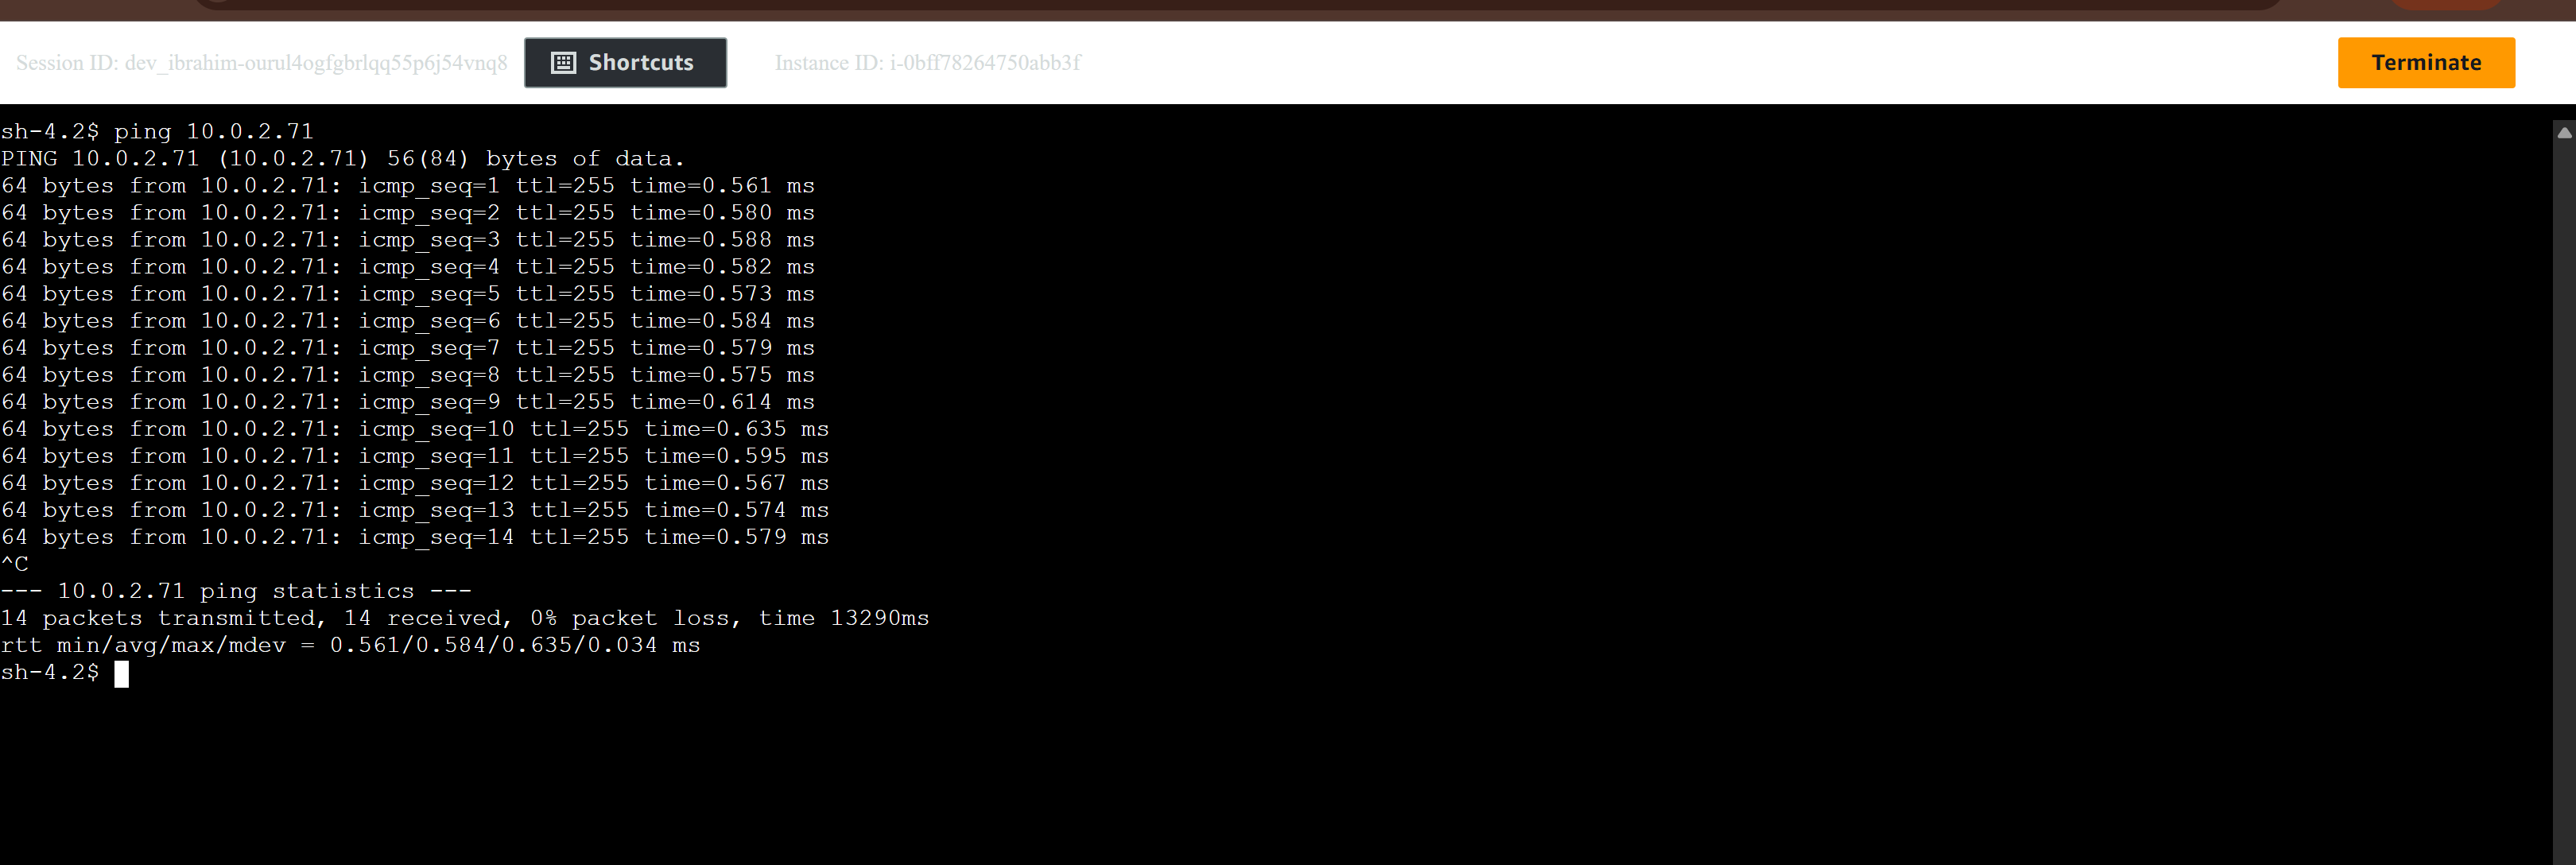 Session ID: dev_ibrahim-ourul4ogfgbrlqq55p6j54vnq8 Shortcuts Instance ID: i-0bff78264750abb3f Terminate
sh-4.2$ ping 10.0.2.71
PING 10.0.2.71 (10.0.2.71) 56(84) bytes of data.
64 bytes from 10.0.2.71: icmp_seq=1 ttl=255 time=0.561 ms
64 bytes from 10.0.2.71: icmp_seq=2 ttl=255 time=0.580 ms
64 bytes from 10.0.2.71: icmp_seq=3 ttl=255 time=0.588 ms
64 bytes from 10.0.2.71: icmp_seq=4 ttl=255 time=0.582 ms
64 bytes from 10.0.2.71: icmp_seq=5 ttl=255 time=0.573 ms
64 bytes from 10.0.2.71: icmp_seq=6 ttl=255 time=0.584 ms
64 bytes from 10.0.2.71: icmp_seq=7 ttl=255 time=0.579 ms
64 bytes from 10.0.2.71: icmp_seq=8 ttl=255 time=0.575 ms
64 bytes from 10.0.2.71: icmp_seq=9 ttl=255 time=0.614 ms
64 bytes from 10.0.2.71: icmp_seq=10 ttl=255 time=0.635 ms
64 bytes from 10.0.2.71: icmp_seq=11 ttl=255 time=0.595 ms
64 bytes from 10.0.2.71: icmp_seq=12 ttl=255 time=0.567 ms
64 bytes from 10.0.2.71: icmp_seq=13 ttl=255 time=0.574 ms
64 bytes from 10.0.2.71: icmp_seq=14 ttl=255 time=0.579 ms
^C
--- 10.0.2.71 ping statistics ---
14 packets transmitted, 14 received, 0% packet loss, time 13290ms
rtt min/avg/max/mdev = 0.561/0.584/0.635/0.034 ms
sh-4.2$